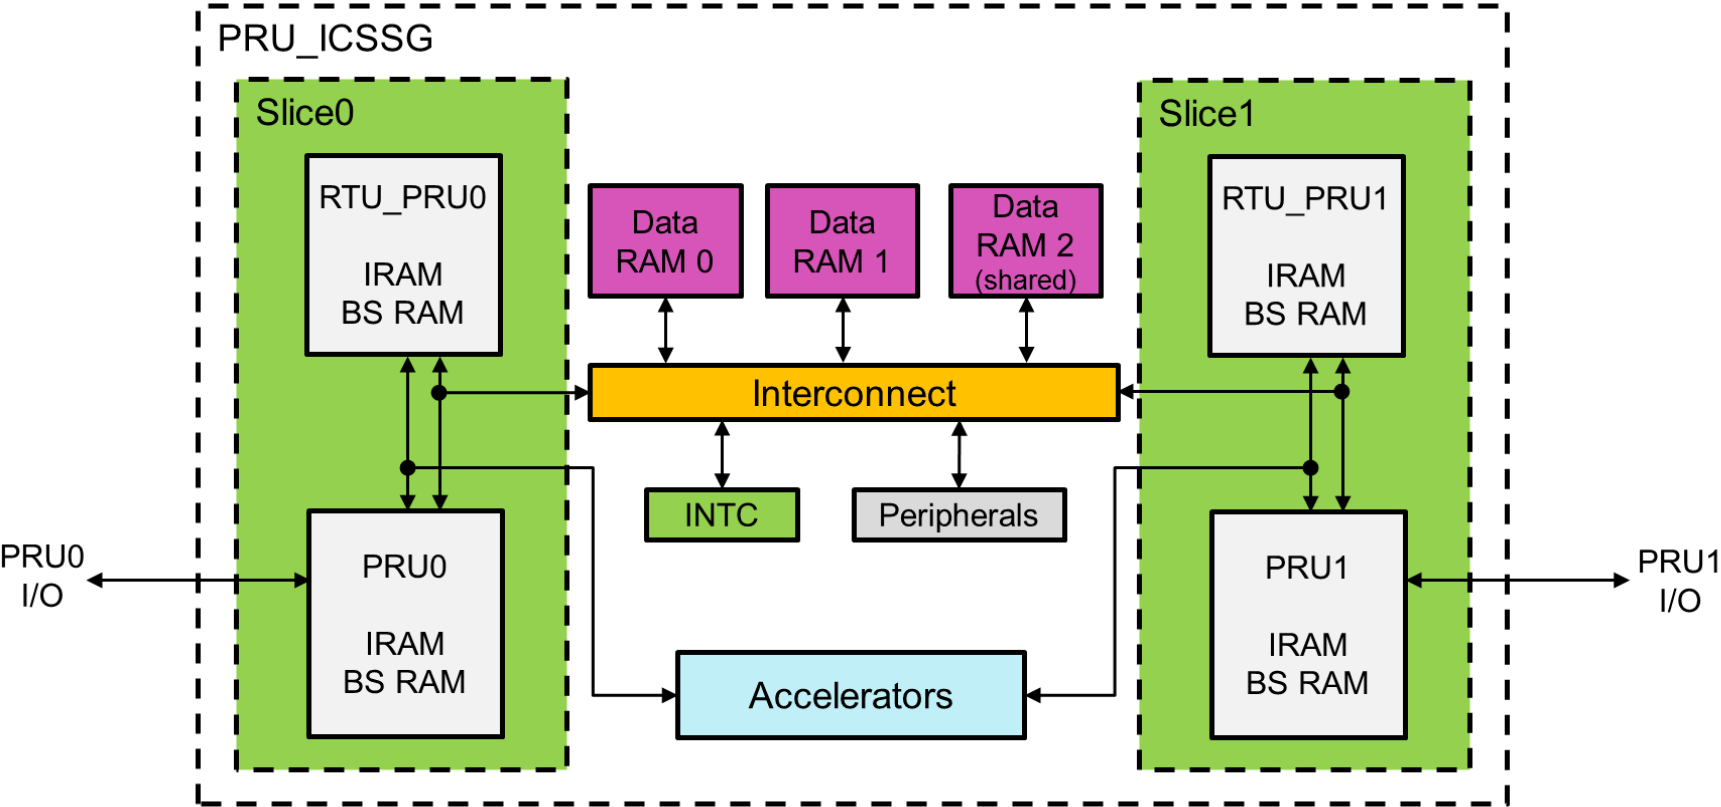 PRU_ICSSG
Slice0
RTU_PRU0
IRAM
BS RAM
PRU0
IRAM
BS RAM
PRU0
I/O
Data
RAM 0
Data
RAM 1
Data
RAM 2
(shared)
Interconnect
INTC
Peripherals
Accelerators
Slice1
RTU_PRU1
IRAM
BS RAM
PRU1
IRAM
BS RAM
PRU1
I/O